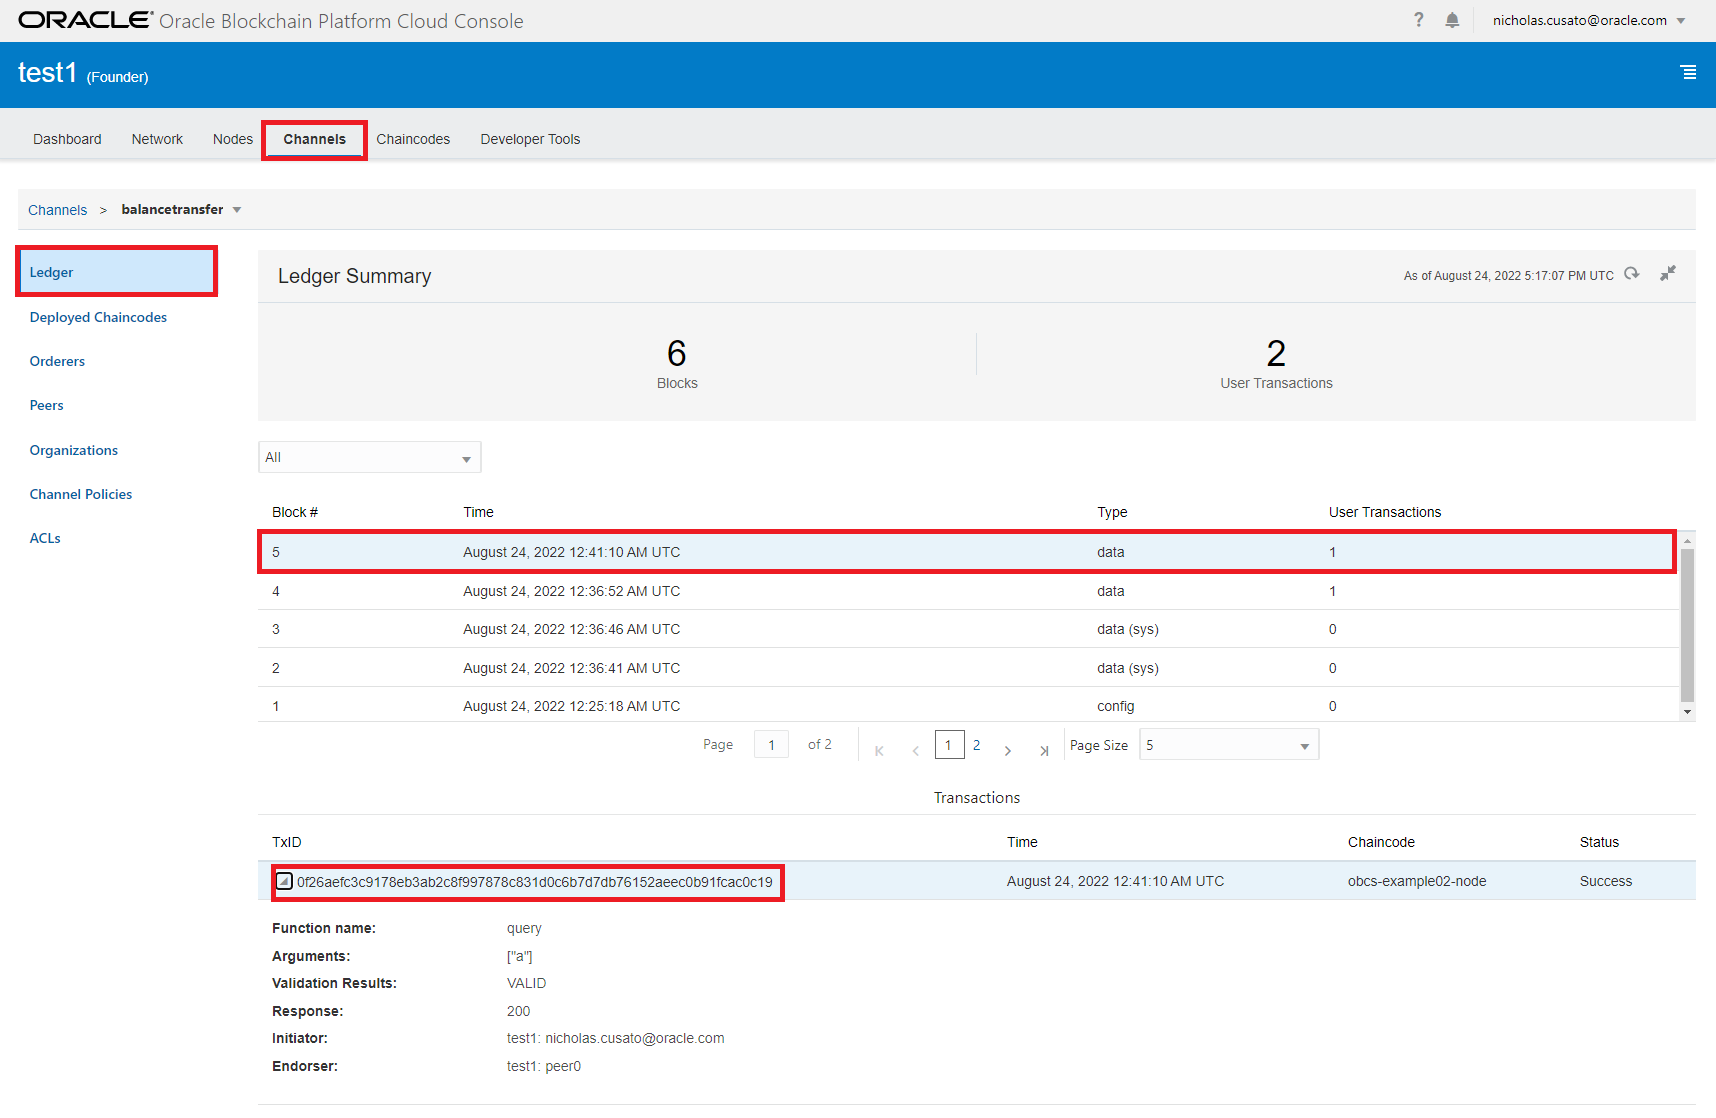 ORACLE® Oracle Blockchain Platform Cloud Console ? nicholas.cusato@oracle.com
test1 (Founder)
Dashboard Network Nodes Channels Chaincodes Developer Tools
Channels > balancetransfer
Ledger
Deployed Chaincodes
Orderers
Peers
Organizations
Channel Policies
ACLs
Ledger Summary As of August 24, 2022 5:17:07 PM UTC
6 2
Blocks User Transactions
All
Block # Time Type User Transactions
5 August 24, 2022 12:41:10 AM UTC data 1
4 August 24, 2022 12:36:52 AM UTC data 1
3 August 24, 2022 12:36:46 AM UTC data (sys) 0
2 August 24, 2022 12:36:41 AM UTC data (sys) 0
1 August 24, 2022 12:25:18 AM UTC config 0
Page 1 of 2 1 2 Page Size 5
Transactions
TxID Time Chaincode Status
0f26aefc3c9178eb3ab2c8f997878c831d0c6b7d7db76152aeec0b91fcac0c19 August 24, 2022 12:41:10 AM UTC obcs-example02-node Success
Function name: query
Arguments: ["a"]
Validation Results: VALID
Response: 200
Initiator: test1: nicholas.cusato@oracle.com
Endorser: test1: peer0